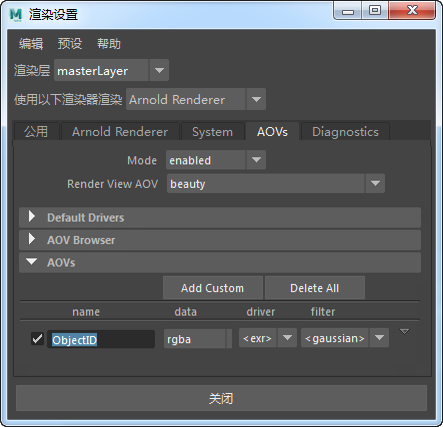 渲染设置
编辑 预设 帮助
渲染层 masterLayer
使用以下渲染器渲染 Arnold Renderer
公用 Arnold Renderer System AOVs Diagnostics
Mode enabled
Render View AOV beauty
Default Drivers
AOV Browser
AOVs
Add Custom Delete All
name data driver filter
ObjectID rgba <exr> <gaussian>
关闭